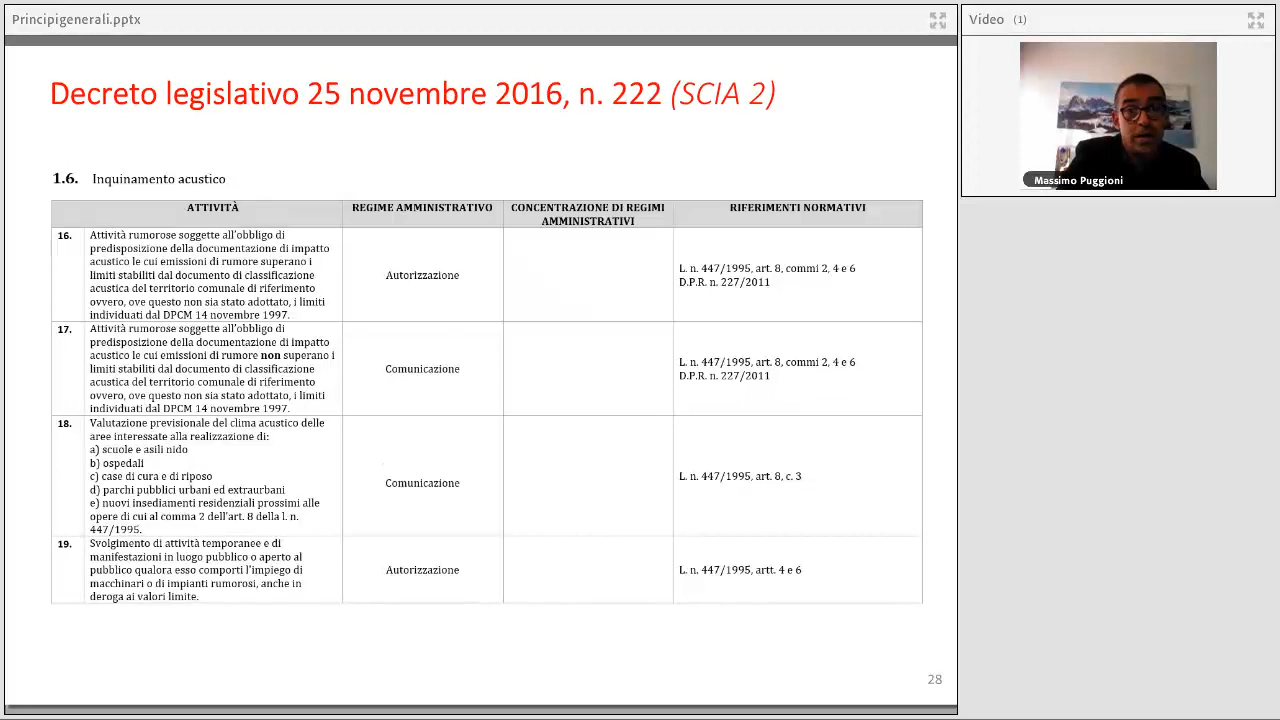 Principigenerali.pptx
Video (1)
Decreto legislativo 25 novembre 2016, n. 222 (SCIA 2)
Massimo Puggioni
1.6. Inquinamento acustico
ATTIVITÀ
REGIME AMMINISTRATIVO
CONCENTRAZIONE DI REGIMI
AMMINISTRATIVI
RIFERIMENTI NORMATIVI
16. Attività rumorose soggette all'obbligo di
predisposizione della documentazione di impatto
acustico le cui emissioni di rumore superano i
limiti stabiliti dal documento di classificazione
acustica del territorio comunale di riferimento
ovvero, ove questo non sia stato adottato, i limiti
individuati dal DPCM 14 novembre 1997.
Autorizzazione
L. n. 447/1995, art. 8, commi 2, 4 e 6
D.P.R. n. 227/2011
17. Attività rumorose soggette all'obbligo di
predisposizione della documentazione di impatto
acustico le cui emissioni di rumore non superano i
limiti stabiliti dal documento di classificazione
acustica del territorio comunale di riferimento
ovvero, ove questo non sia stato adottato, i limiti
individuati dal DPCM 14 novembre 1997.
Comunicazione
L. n. 447/1995, art. 8, commi 2, 4 e 6
D.P.R. n. 227/2011
18. Valutazione previsionale del clima acustico delle
aree interessate alla realizzazione di:
a) scuole e asili nido
b) ospedali
c) case di cura e di riposo
d) parchi pubblici urbani ed extraurbani
e) nuovi insediamenti residenziali prossimi alle
opere di cui al comma 2 dell'art. 8 della l. n.
447/1995.
Comunicazione
L. n. 447/1995, art. 8, c. 3
19. Svolgimento di attività temporanee e di
manifestazioni in luogo pubblico o aperto al
pubblico qualora esso comporti l'impiego di
macchinari o di impianti rumorosi, anche in
deroga ai valori limite.
Autorizzazione
L. n. 447/1995, artt. 4 e 6
28